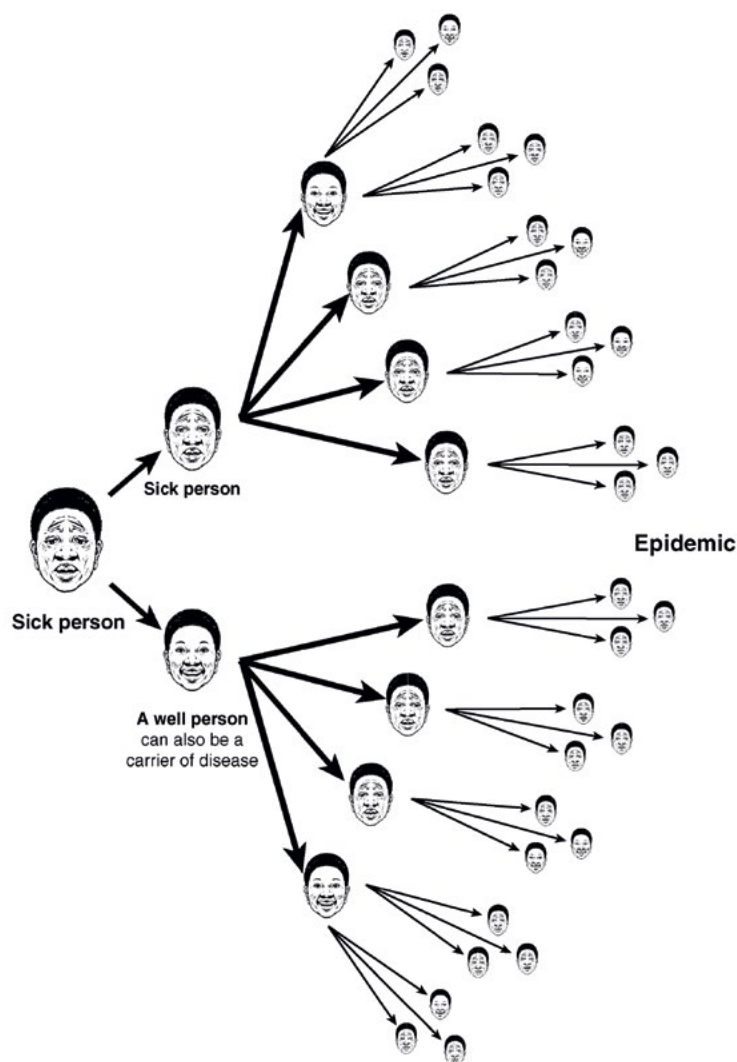 Sick person
Epidemic
Sick person
A well person
can also be a
carrier of disease